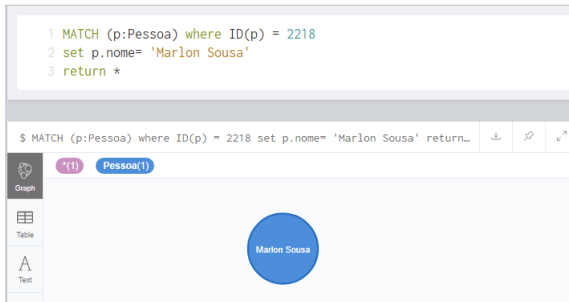 1 MATCH (p:Pessoa) where ID(p) = 2218
2 set p.nome= 'Marlon Sousa'
3 return *
$ MATCH (p:Pessoa) where ID(p) = 2218 set p.nome= 'Marlon Sousa' return…
*(1) Pessoa(1)
Graph
Table
Marlon Sousa
A
Text